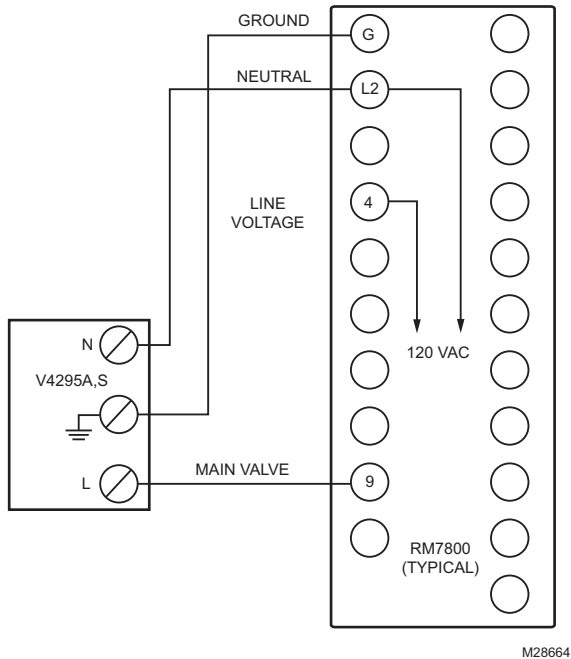 GROUND
G
NEUTRAL
L2
4
LINE
VOLTAGE
120 VAC
N
V4295A,S
L
MAIN VALVE
9
RM7800
(TYPICAL)
M28664